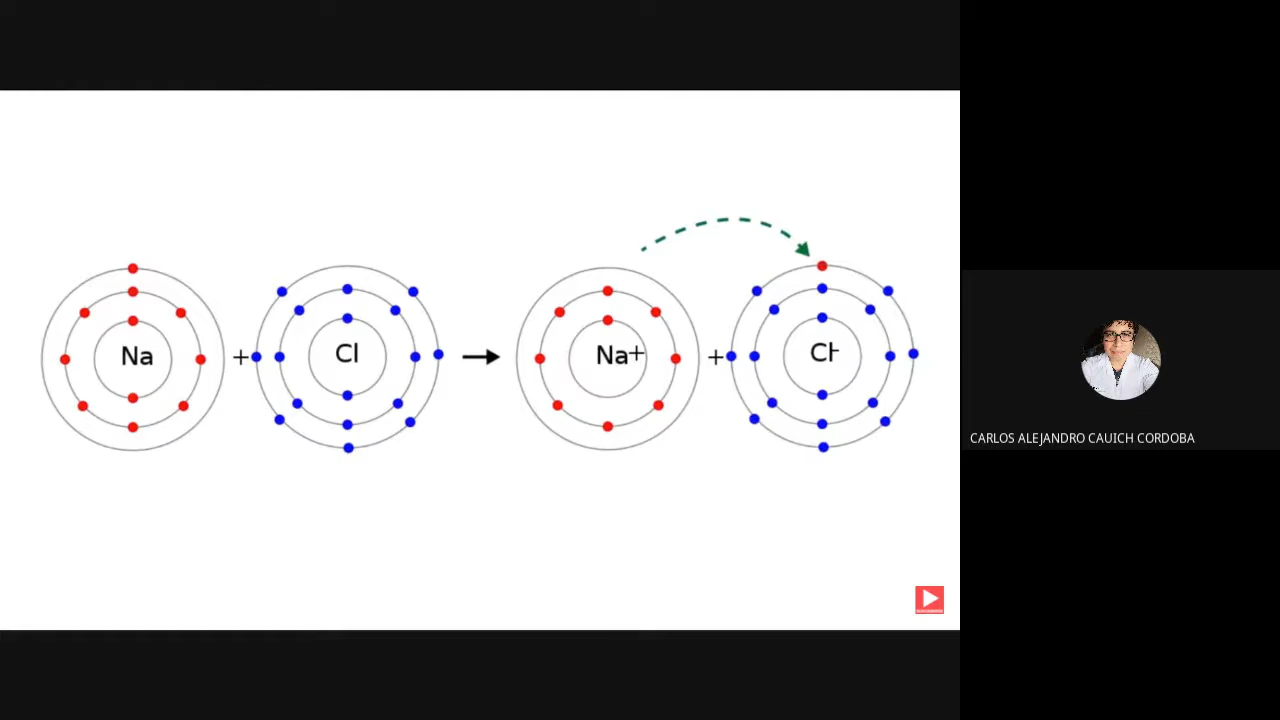 Na + Cl → Na+ + Cl-
CARLOS ALEJANDRO CAUICH CORDOBA